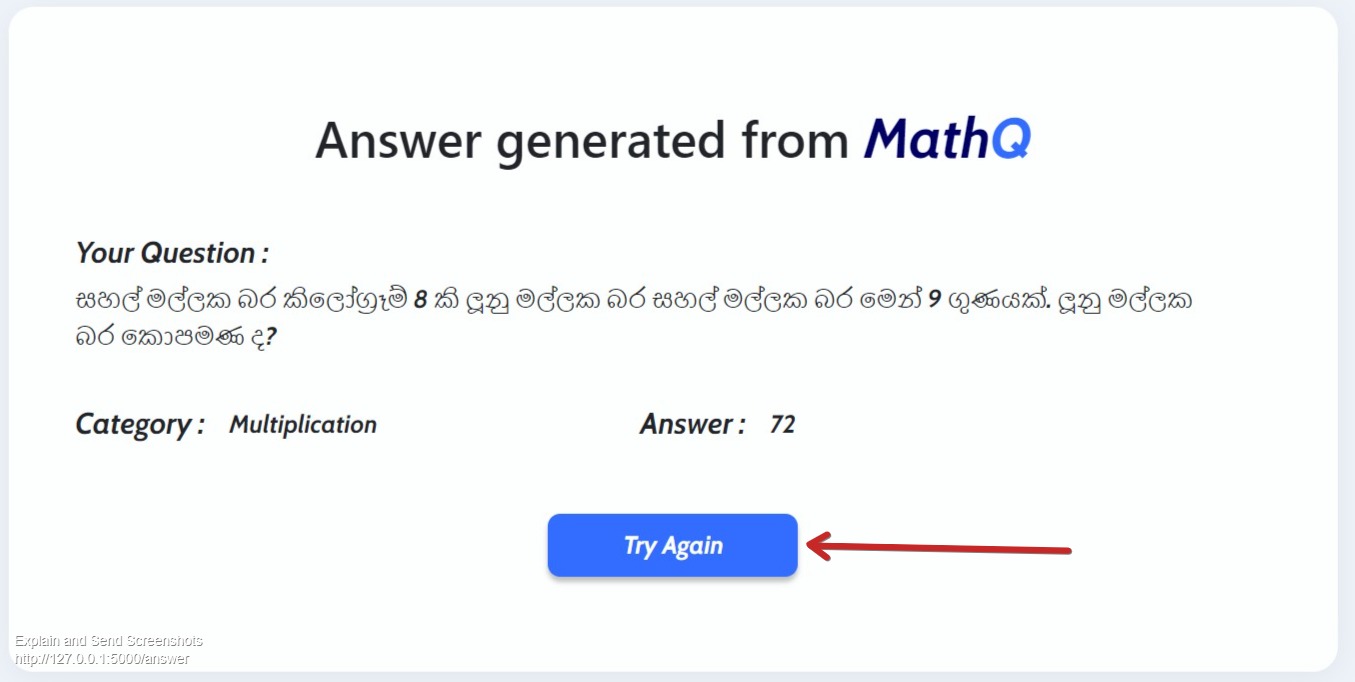 Answer generated from MathQ
Your Question :
සහල් මල්ලක බර කිලෝග්‍රෑම් 8 කි ලූනු මල්ලක බර සහල් මල්ලක බර මෙන් 9 ගුණයක්. ලූනු මල්ලක
බර කොපමණ ද?
Category : Multiplication
Answer : 72
Try Again
Explain and Send Screenshots
http://127.0.0.1:5000/answer